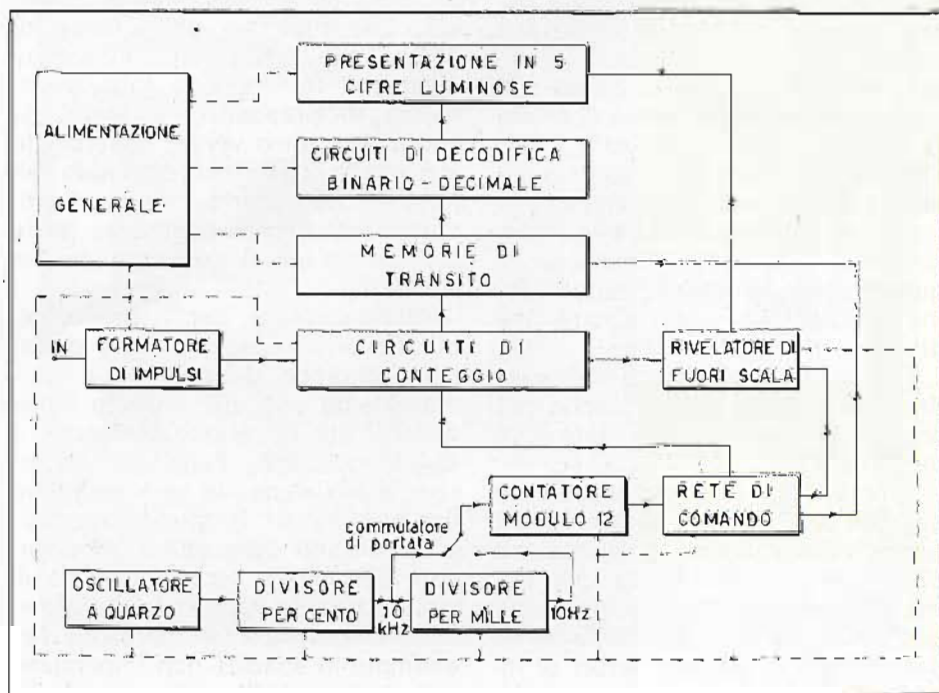 PRESENTAZIONE IN 5
CIFRE LUMINOSE
ALIMENTAZIONE
GENERALE
CIRCUITI DI DECODIFICA
BINARIO-DECIMALE
MEMORIE DI
TRANSITO
IN
FORMATORE
DI IMPULSI
CIRCUITI DI
CONTEGGIO
RIVELATORE DI
FUORI SCALA
CONTATORE
MODULO 12
RETE DI
COMANDO
commutatore
di portata
OSCILLATORE
A QUARZO
DIVISORE
PER CENTO
10
kHz
DIVISORE
PER MILLE
10Hz